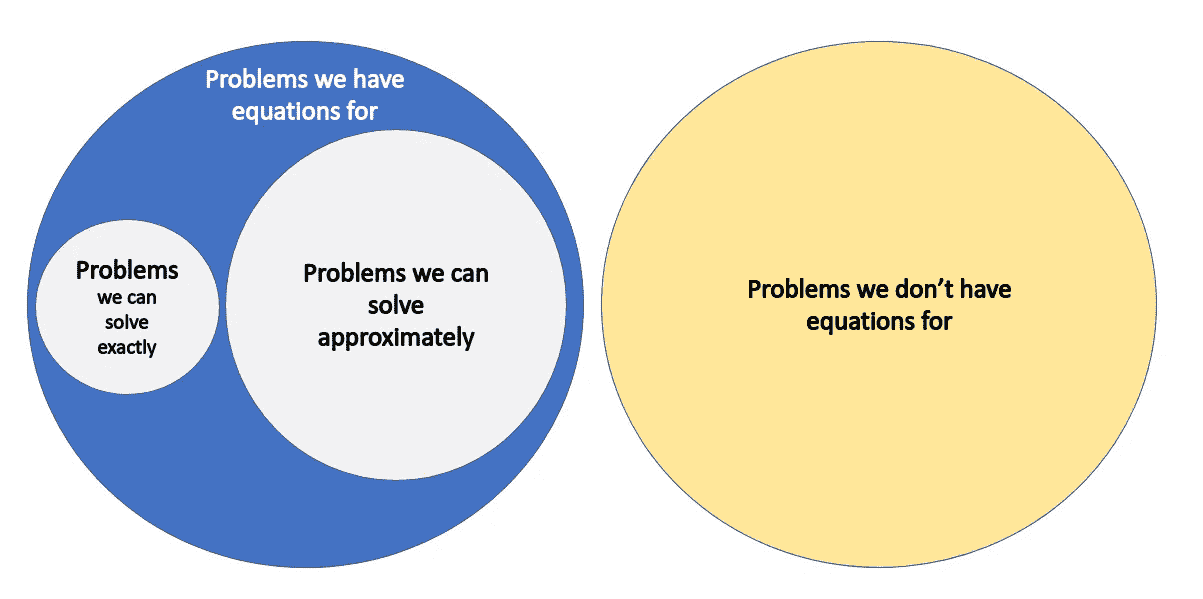 Problems we have
equations for
Problems
we can
solve
exactly
Problems we can
solve
approximately
Problems we don’t have
equations for